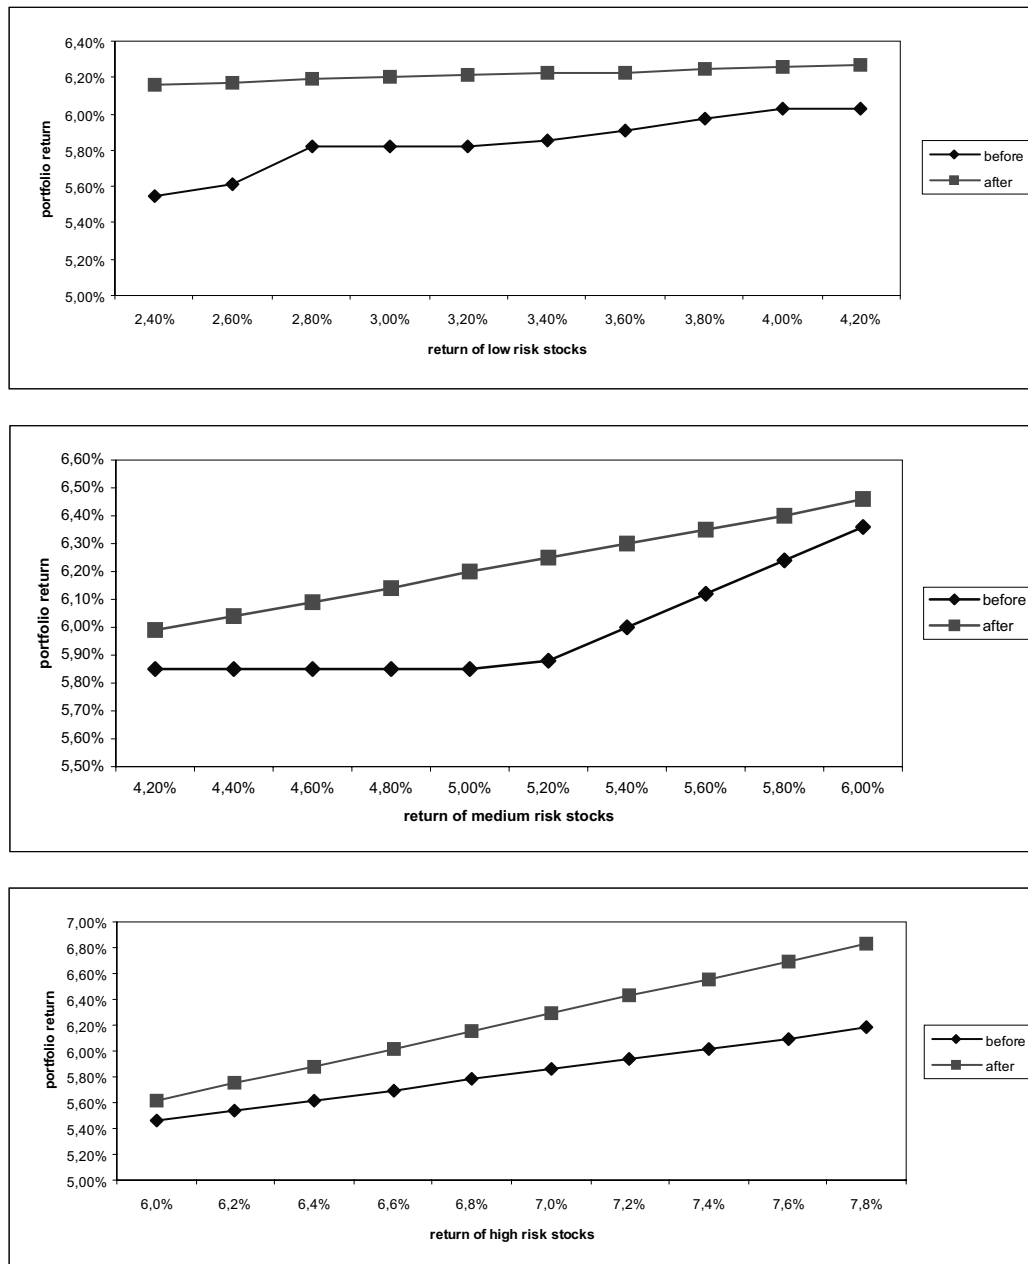 6,40%
6,20%
6,00%
5,80%
5,60%
5,40%
5,20%
5,00%
portfolio return
2,40% 2,60% 2,80% 3,00% 3,20% 3,40% 3,60% 3,80% 4,00% 4,20%
return of low risk stocks
before
after
6,60%
6,50%
6,40%
6,30%
6,20%
6,10%
6,00%
5,90%
5,80%
5,70%
5,60%
5,50%
portfolio return
4,20% 4,40% 4,60% 4,80% 5,00% 5,20% 5,40% 5,60% 5,80% 6,00%
return of medium risk stocks
before
after
7,00%
6,80%
6,60%
6,40%
6,20%
6,00%
5,80%
5,60%
5,40%
5,20%
5,00%
portfolio return
6,0% 6,2% 6,4% 6,6% 6,8% 7,0% 7,2% 7,4% 7,6% 7,8%
return of high risk stocks
before
after